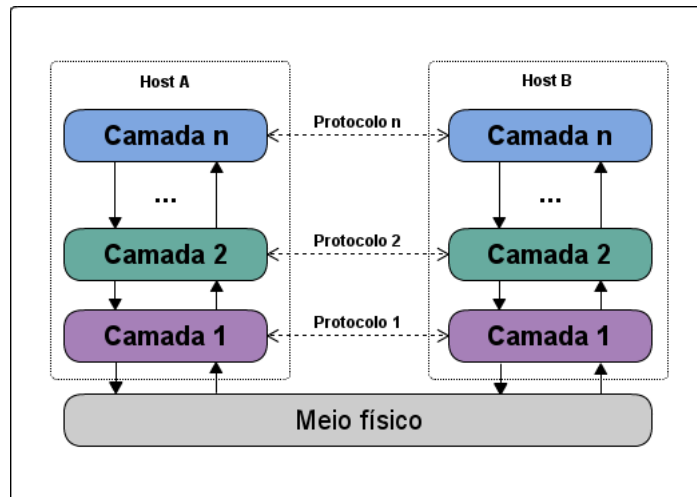 Host A
Host B
Camada n
Protocolo n
Camada n
...
...
Camada 2
Protocolo 2
Camada 2
Camada 1
Protocolo 1
Camada 1
Meio físico